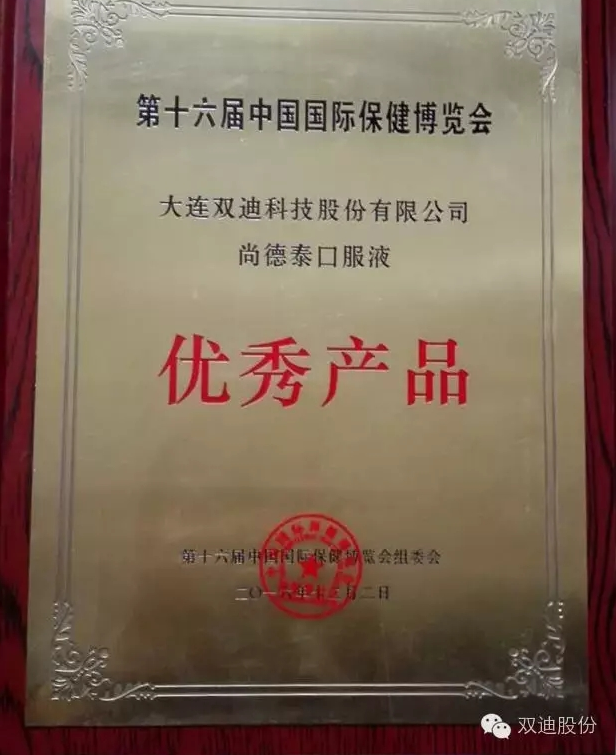 第十六届中国国际保健博览会
大连双迪科技股份有限公司
尚德泰口服液
优秀产品
第十六届中国国际保健博览会组委会
二〇一六年十二月二日
双迪股份